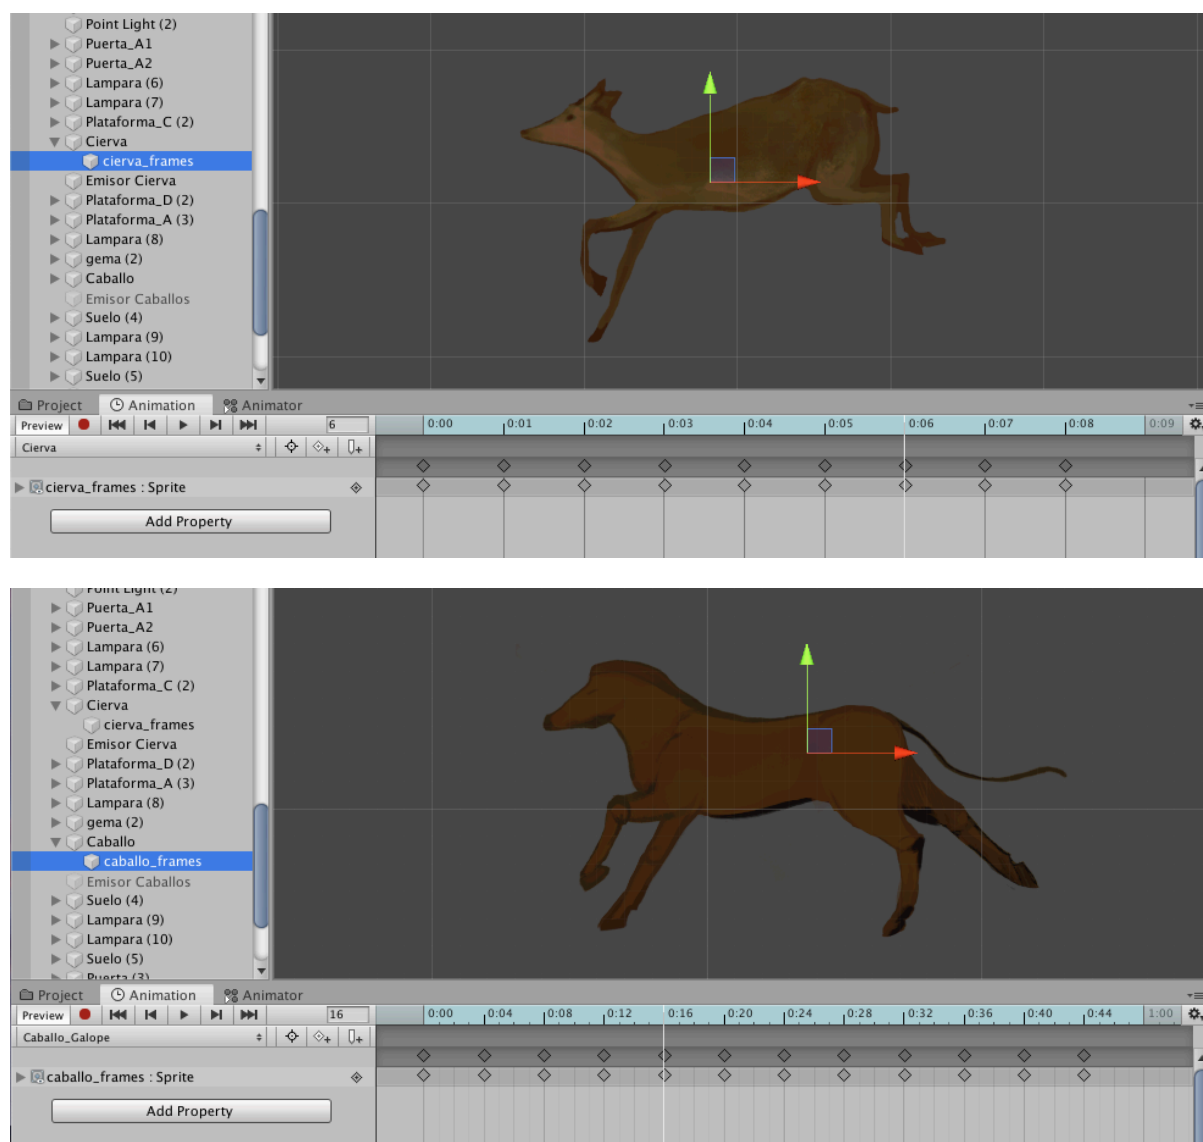 Point Light (2)
Puerta_A1
Puerta_A2
Lampara (6)
Lampara (7)
Plataforma_C (2)
Cierva
cierva_frames
Emisor Cierva
Plataforma_D (2)
Plataforma_A (3)
Lampara (8)
gema (2)
Caballo
Emisor Caballos
Suelo (4)
Lampara (9)
Lampara (10)
Suelo (5)
Project Animation Animator
Preview 6 0:00 0:01 0:02 0:03 0:04 0:05 0:06 0:07 0:08 0:09
Cierva
cierva_frames : Sprite
Add Property
Point Light (2)
Puerta_A1
Puerta_A2
Lampara (6)
Lampara (7)
Plataforma_C (2)
Cierva
cierva_frames
Emisor Cierva
Plataforma_D (2)
Plataforma_A (3)
Lampara (8)
gema (2)
Caballo
caballo_frames
Emisor Caballos
Suelo (4)
Lampara (9)
Lampara (10)
Suelo (5)
Puerta (3)
Project Animation Animator
Preview 16 0:00 0:04 0:08 0:12 0:16 0:20 0:24 0:28 0:32 0:36 0:40 0:44 1:00
Caballo_Galope
caballo_frames : Sprite
Add Property